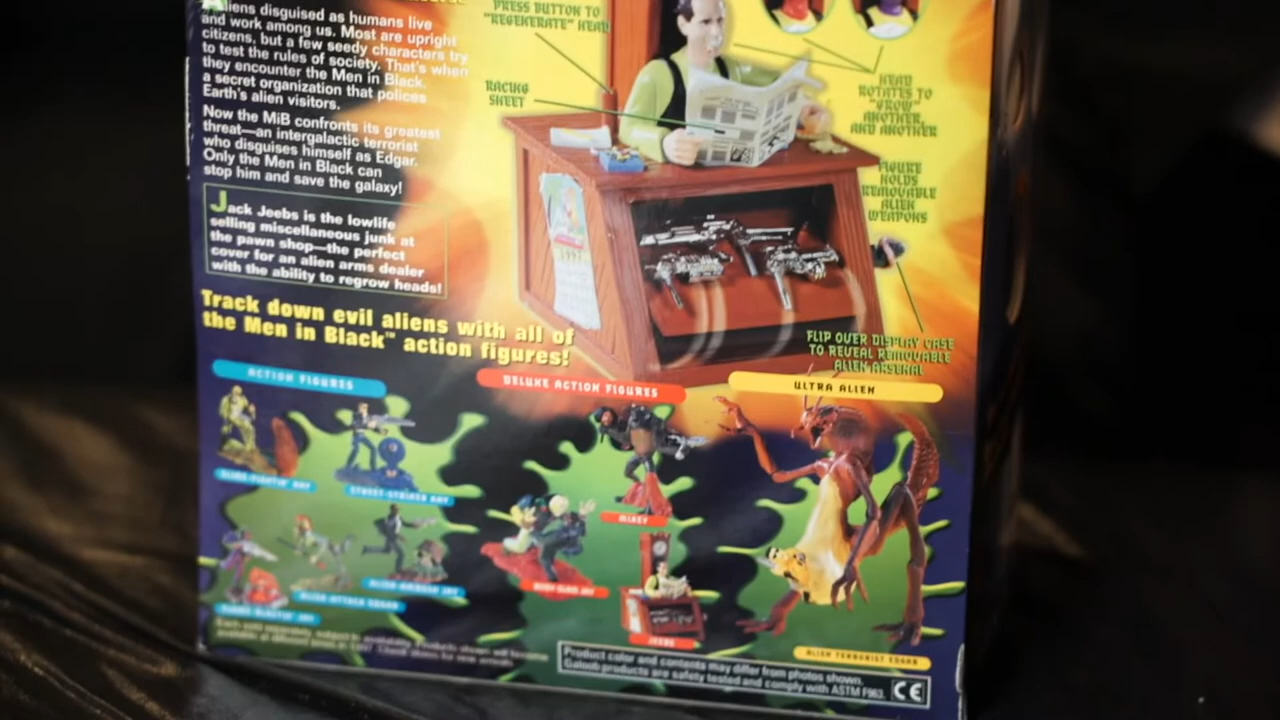 Aliens disguised as humans live
and work among us. Most are upright
citizens, but a few seedy characters try
to test the rules of society. That's when
they encounter the Men in Black,
a secret organization that polices
Earth's alien visitors.
Now the MiB confronts its greatest
threat—an intergalactic terrorist
who disguises himself as Edgar.
Only the Men in Black can
stop him and save the galaxy!
Jack Jeebs is the lowlife
selling miscellaneous junk at
the pawn shop—the perfect
cover for an alien arms dealer
with the ability to regrow heads!
Track down evil aliens with all of
the Men in Black™ action figures!
PRESS BUTTON TO
"REGENERATE" HEAD
RACING
SHEET
HEAD
ROTATES TO
"GROW"
ANOTHER,
AND ANOTHER
FIGURE
HOLDS
REMOVABLE
ALIEN
WEAPONS
1997
FLIP OVER DISPLAY CASE
TO REVEAL REMOVABLE
ALIEN ARSENAL
ACTION FIGURES
DELUXE ACTION FIGURES
ULTRA ALIEN
SLIME-FIGHTIN' KAY
STREET-STRIKER KAY
ALIEN AMBUSH JAY
ALIEN ATTACK EDGAR
MIKEY
JEEBS
ALIEN TERRORIST EDGAR
Product color and contents may differ from photos shown.
Galoob products are safety tested and comply with ASTM F963.
CE